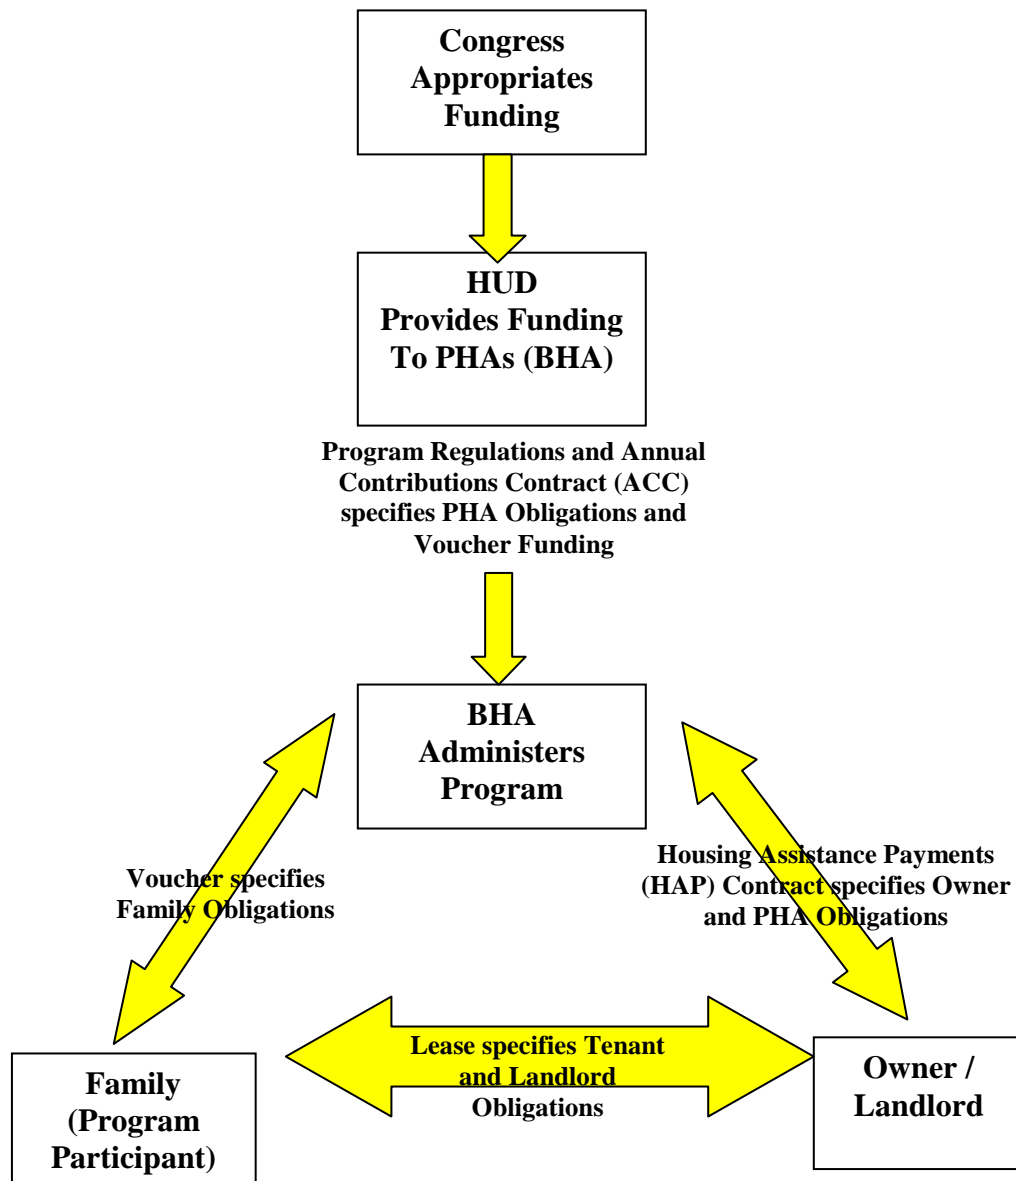 Congress
Appropriates
Funding
HUD
Provides Funding
To PHAs (BHA)
Program Regulations and Annual
Contributions Contract (ACC)
specifies PHA Obligations and
Voucher Funding
BHA
Administers
Program
Voucher specifies
Family Obligations
Housing Assistance Payments
(HAP) Contract specifies Owner
and PHA Obligations
Lease specifies Tenant
and Landlord
Obligations
Family
(Program
Participant)
Owner /
Landlord